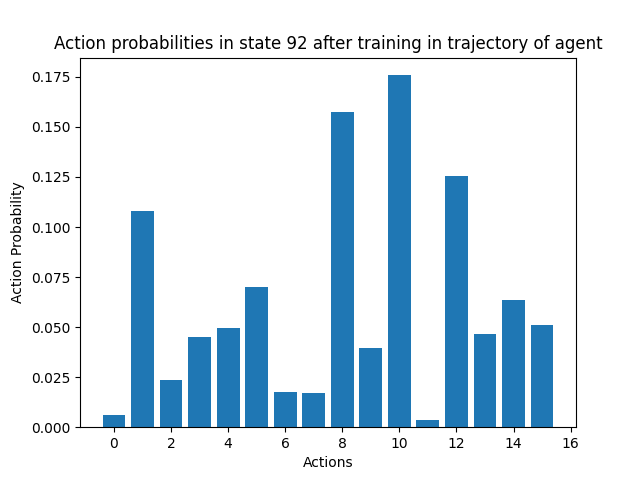 Action probabilities in state 92 after training in trajectory of agent
0.175
0.150
0.125
0.100
0.075
0.050
0.025
0.000
Action Probability
0 2 4 6 8 10 12 14 16
Actions